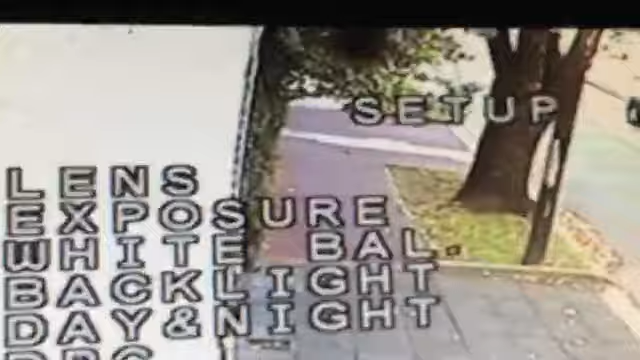 SETUP
LENS
EXPOSURE
WHITE BAL.
BACKLIGHT
DAY&NIGHT